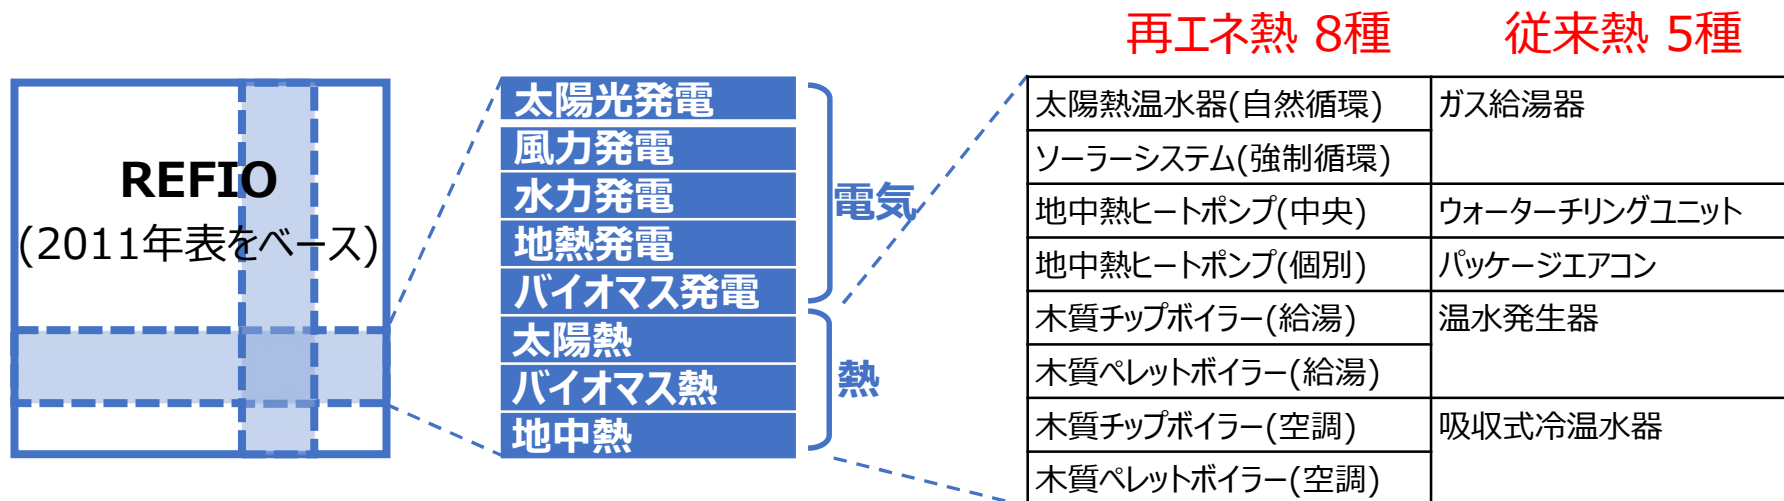 再エネ熱 8種
従来熱 5種
REFIO
(2011年表をベース)
太陽光発電
風力発電
水力発電
地熱発電
バイオマス発電
太陽熱
バイオマス熱
地中熱
電気
熱
太陽熱温水器(自然循環)
ガス給湯器
ソーラーシステム(強制循環)
地中熱ヒートポンプ(中央)
ウォーターチリングユニット
地中熱ヒートポンプ(個別)
パッケージエアコン
木質チップボイラー(給湯)
温水発生器
木質ペレットボイラー(給湯)
木質チップボイラー(空調)
吸収式冷温水器
木質ペレットボイラー(空調)